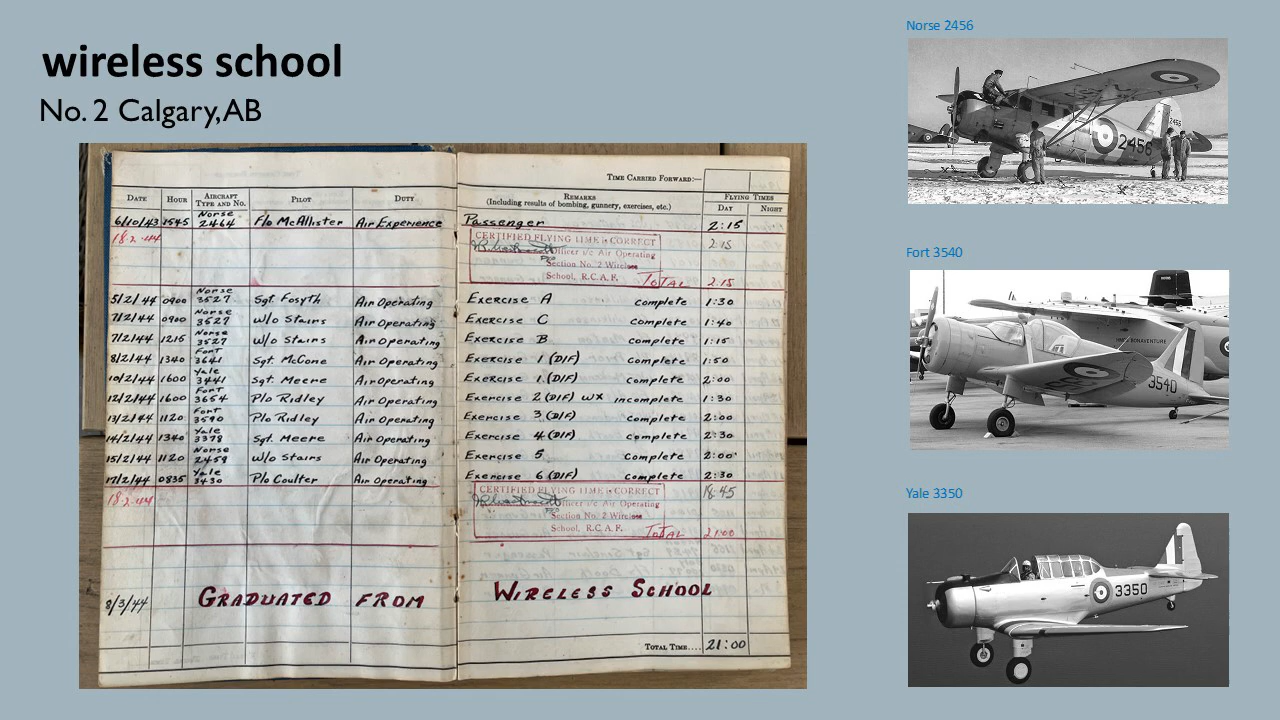 wireless school
No. 2 Calgary,AB
Norse 2456
2456
2456
Fort 3540
HMCS BONAVENTURE
3540
Yale 3350
3350
TIME CARRIED FORWARD:—
DATE HOUR AIRCRAFT TYPE AND NO. PILOT DUTY REMARKS (Including results of bombing, gunnery, exercises, etc.) FLYING TIMES DAY NIGHT
6/10/43 1545 Norse 2464 F/o McAllister Air Experience Passenger 2:15
18-2-44 CERTIFIED FLYING TIME is CORRECT 2:15
Officer i/c Air Operating
Section No. 2 Wireless
School, R.C.A.F. TOTAL 2:15
5/2/44 0900 Norse 3527 Sgt. Fosyth Air Operating Exercise A complete 1:30
7/2/44 0900 Norse 3527 W/o Stairs Air Operating Exercise C complete 1:40
7/2/44 1215 Norse 3527 W/o Stairs Air Operating Exercise B complete 1:15
8/2/44 1340 Fort 3641 Sgt. McCone Air Operating Exercise 1 (D/F) complete 1:50
10/2/44 1600 Yale 3441 Sgt. Meere Air Operating Exercise 1 (D/F) complete 2:00
12/2/44 1600 Fort 3654 P/o Ridley Air Operating Exercise 2 (D/F) WX incomplete 1:30
13/2/44 1120 Fort 3590 P/o Ridley Air Operating Exercise 3 (D/F) complete 2:00
14/2/44 1340 Yale 3378 Sgt. Meere Air Operating Exercise 4 (D/F) complete 2:30
15/2/44 1120 Norse 2459 W/o Stairs Air Operating Exercise 5 complete 2:00
17/2/44 0835 Yale 3430 P/o Coulter Air Operating Exercise 6 (D/F) complete 2:30
18-2-44 CERTIFIED FLYING TIME is CORRECT 18:45
Officer i/c Air Operating
Section No. 2 Wireless
School, R.C.A.F. TOTAL 21:00
8/3/44 GRADUATED FROM WIRELESS SCHOOL
TOTAL TIME.... 21:00